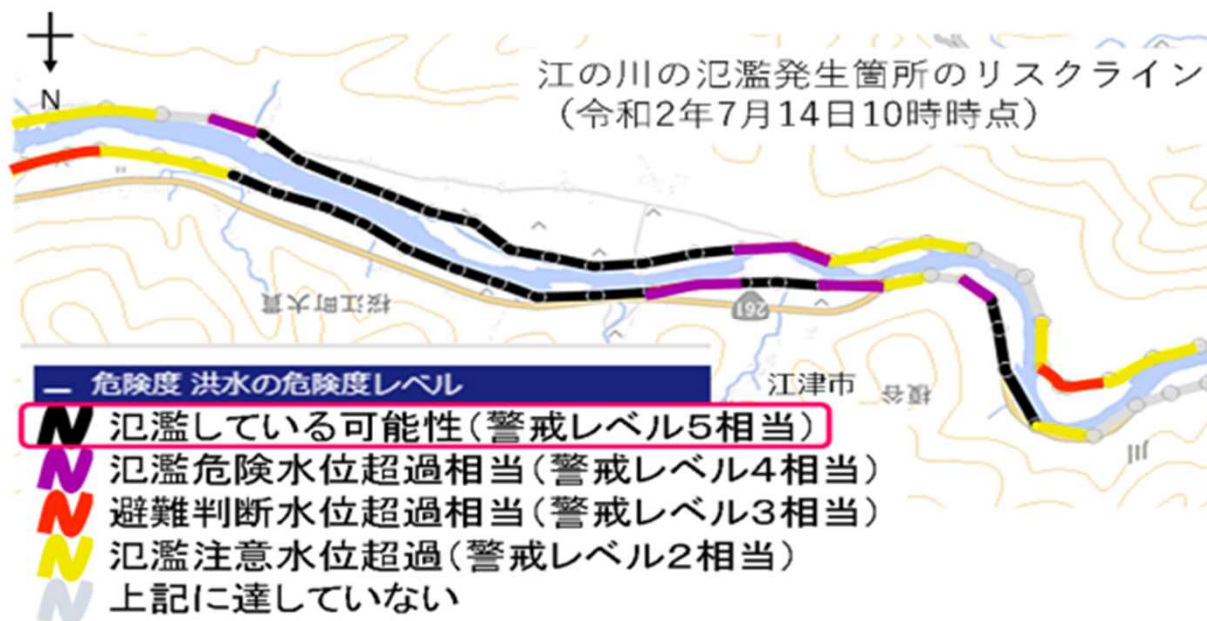 N
江の川の氾濫発生箇所のリスクライン
(令和2年7月14日10時時点)
桜江町大貫
261
江津市
榎谷
川
危険度 洪水の危険度レベル
氾濫している可能性(警戒レベル5相当)
氾濫危険水位超過相当(警戒レベル4相当)
避難判断水位超過相当(警戒レベル3相当)
氾濫注意水位超過(警戒レベル2相当)
上記に達していない